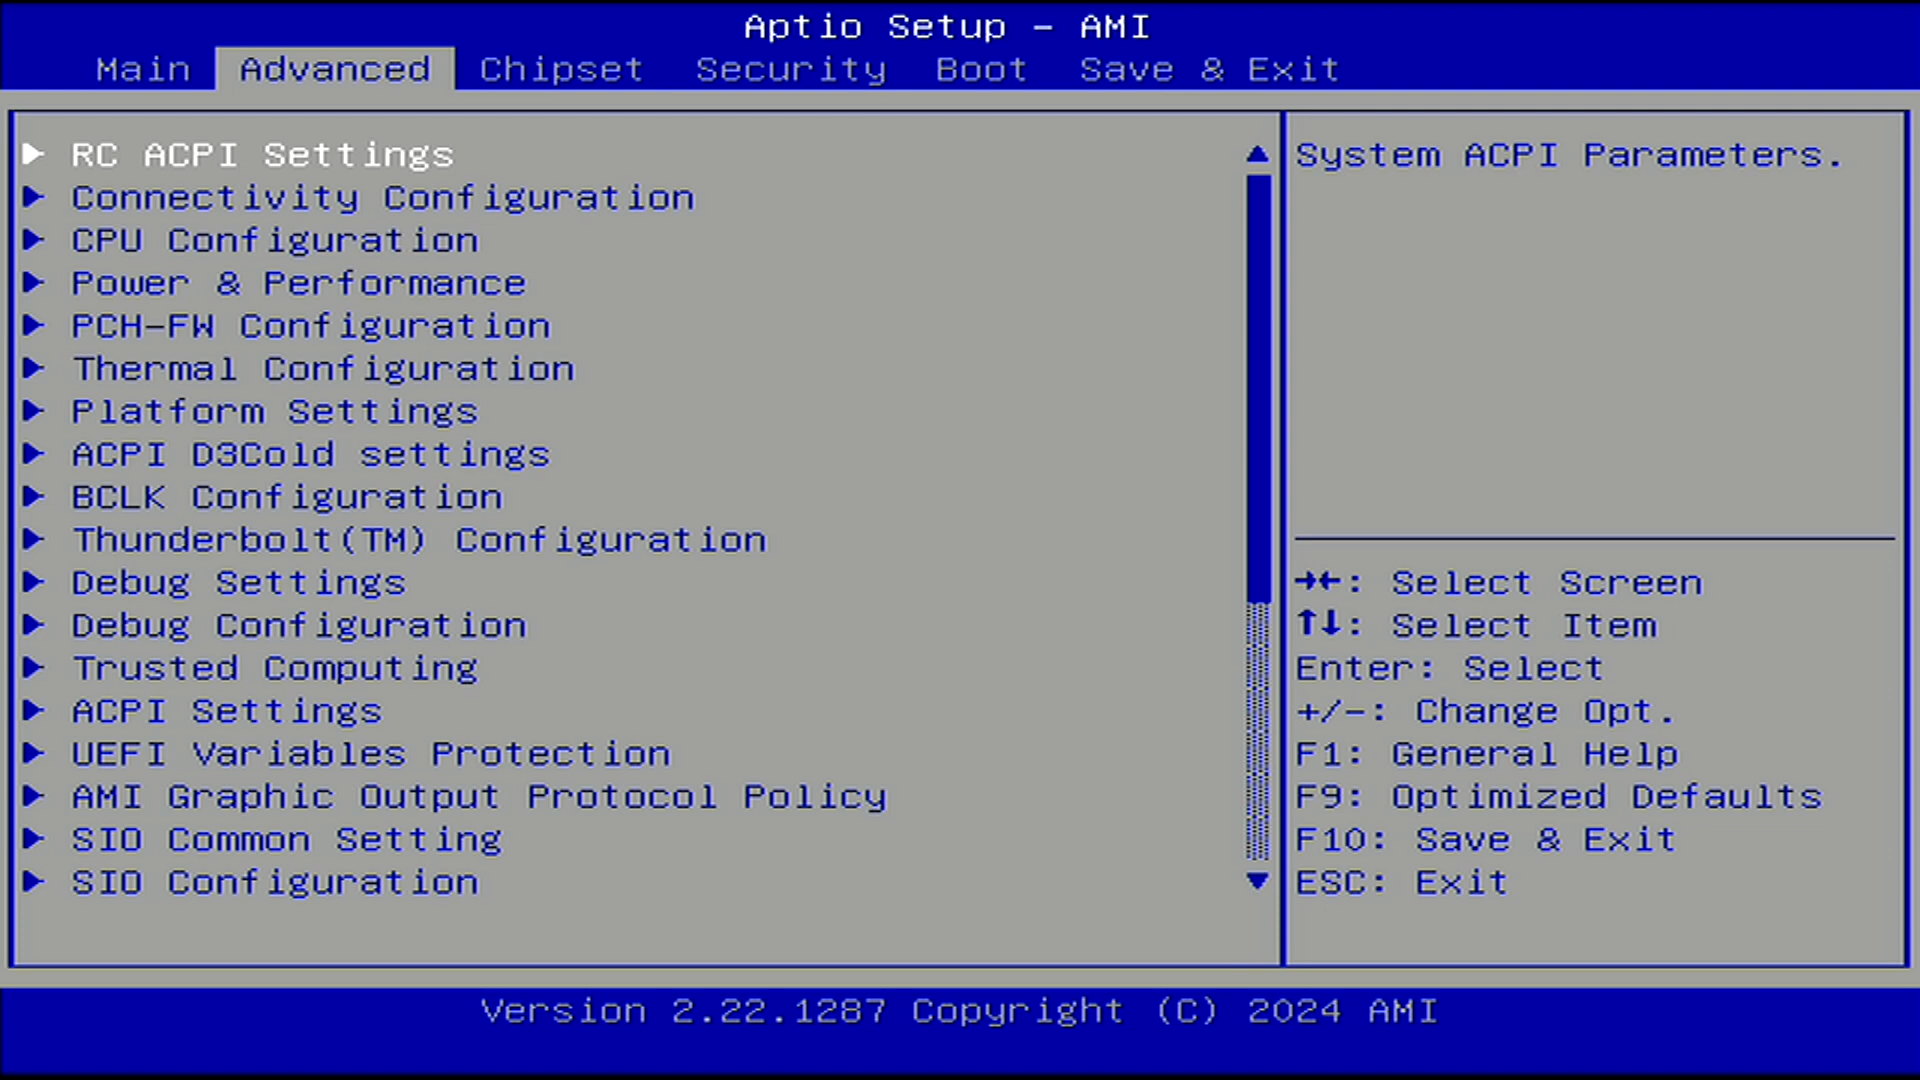 Aptio Setup - AMI
Main Advanced Chipset Security Boot Save & Exit
RC ACPI Settings
Connectivity Configuration
CPU Configuration
Power & Performance
PCH-FW Configuration
Thermal Configuration
Platform Settings
ACPI D3Cold settings
BCLK Configuration
Thunderbolt(TM) Configuration
Debug Settings
Debug Configuration
Trusted Computing
ACPI Settings
UEFI Variables Protection
AMI Graphic Output Protocol Policy
SIO Common Setting
SIO Configuration
System ACPI Parameters.
→←: Select Screen
↑↓: Select Item
Enter: Select
+/-: Change Opt.
F1: General Help
F9: Optimized Defaults
F10: Save & Exit
ESC: Exit
Version 2.22.1287 Copyright (C) 2024 AMI